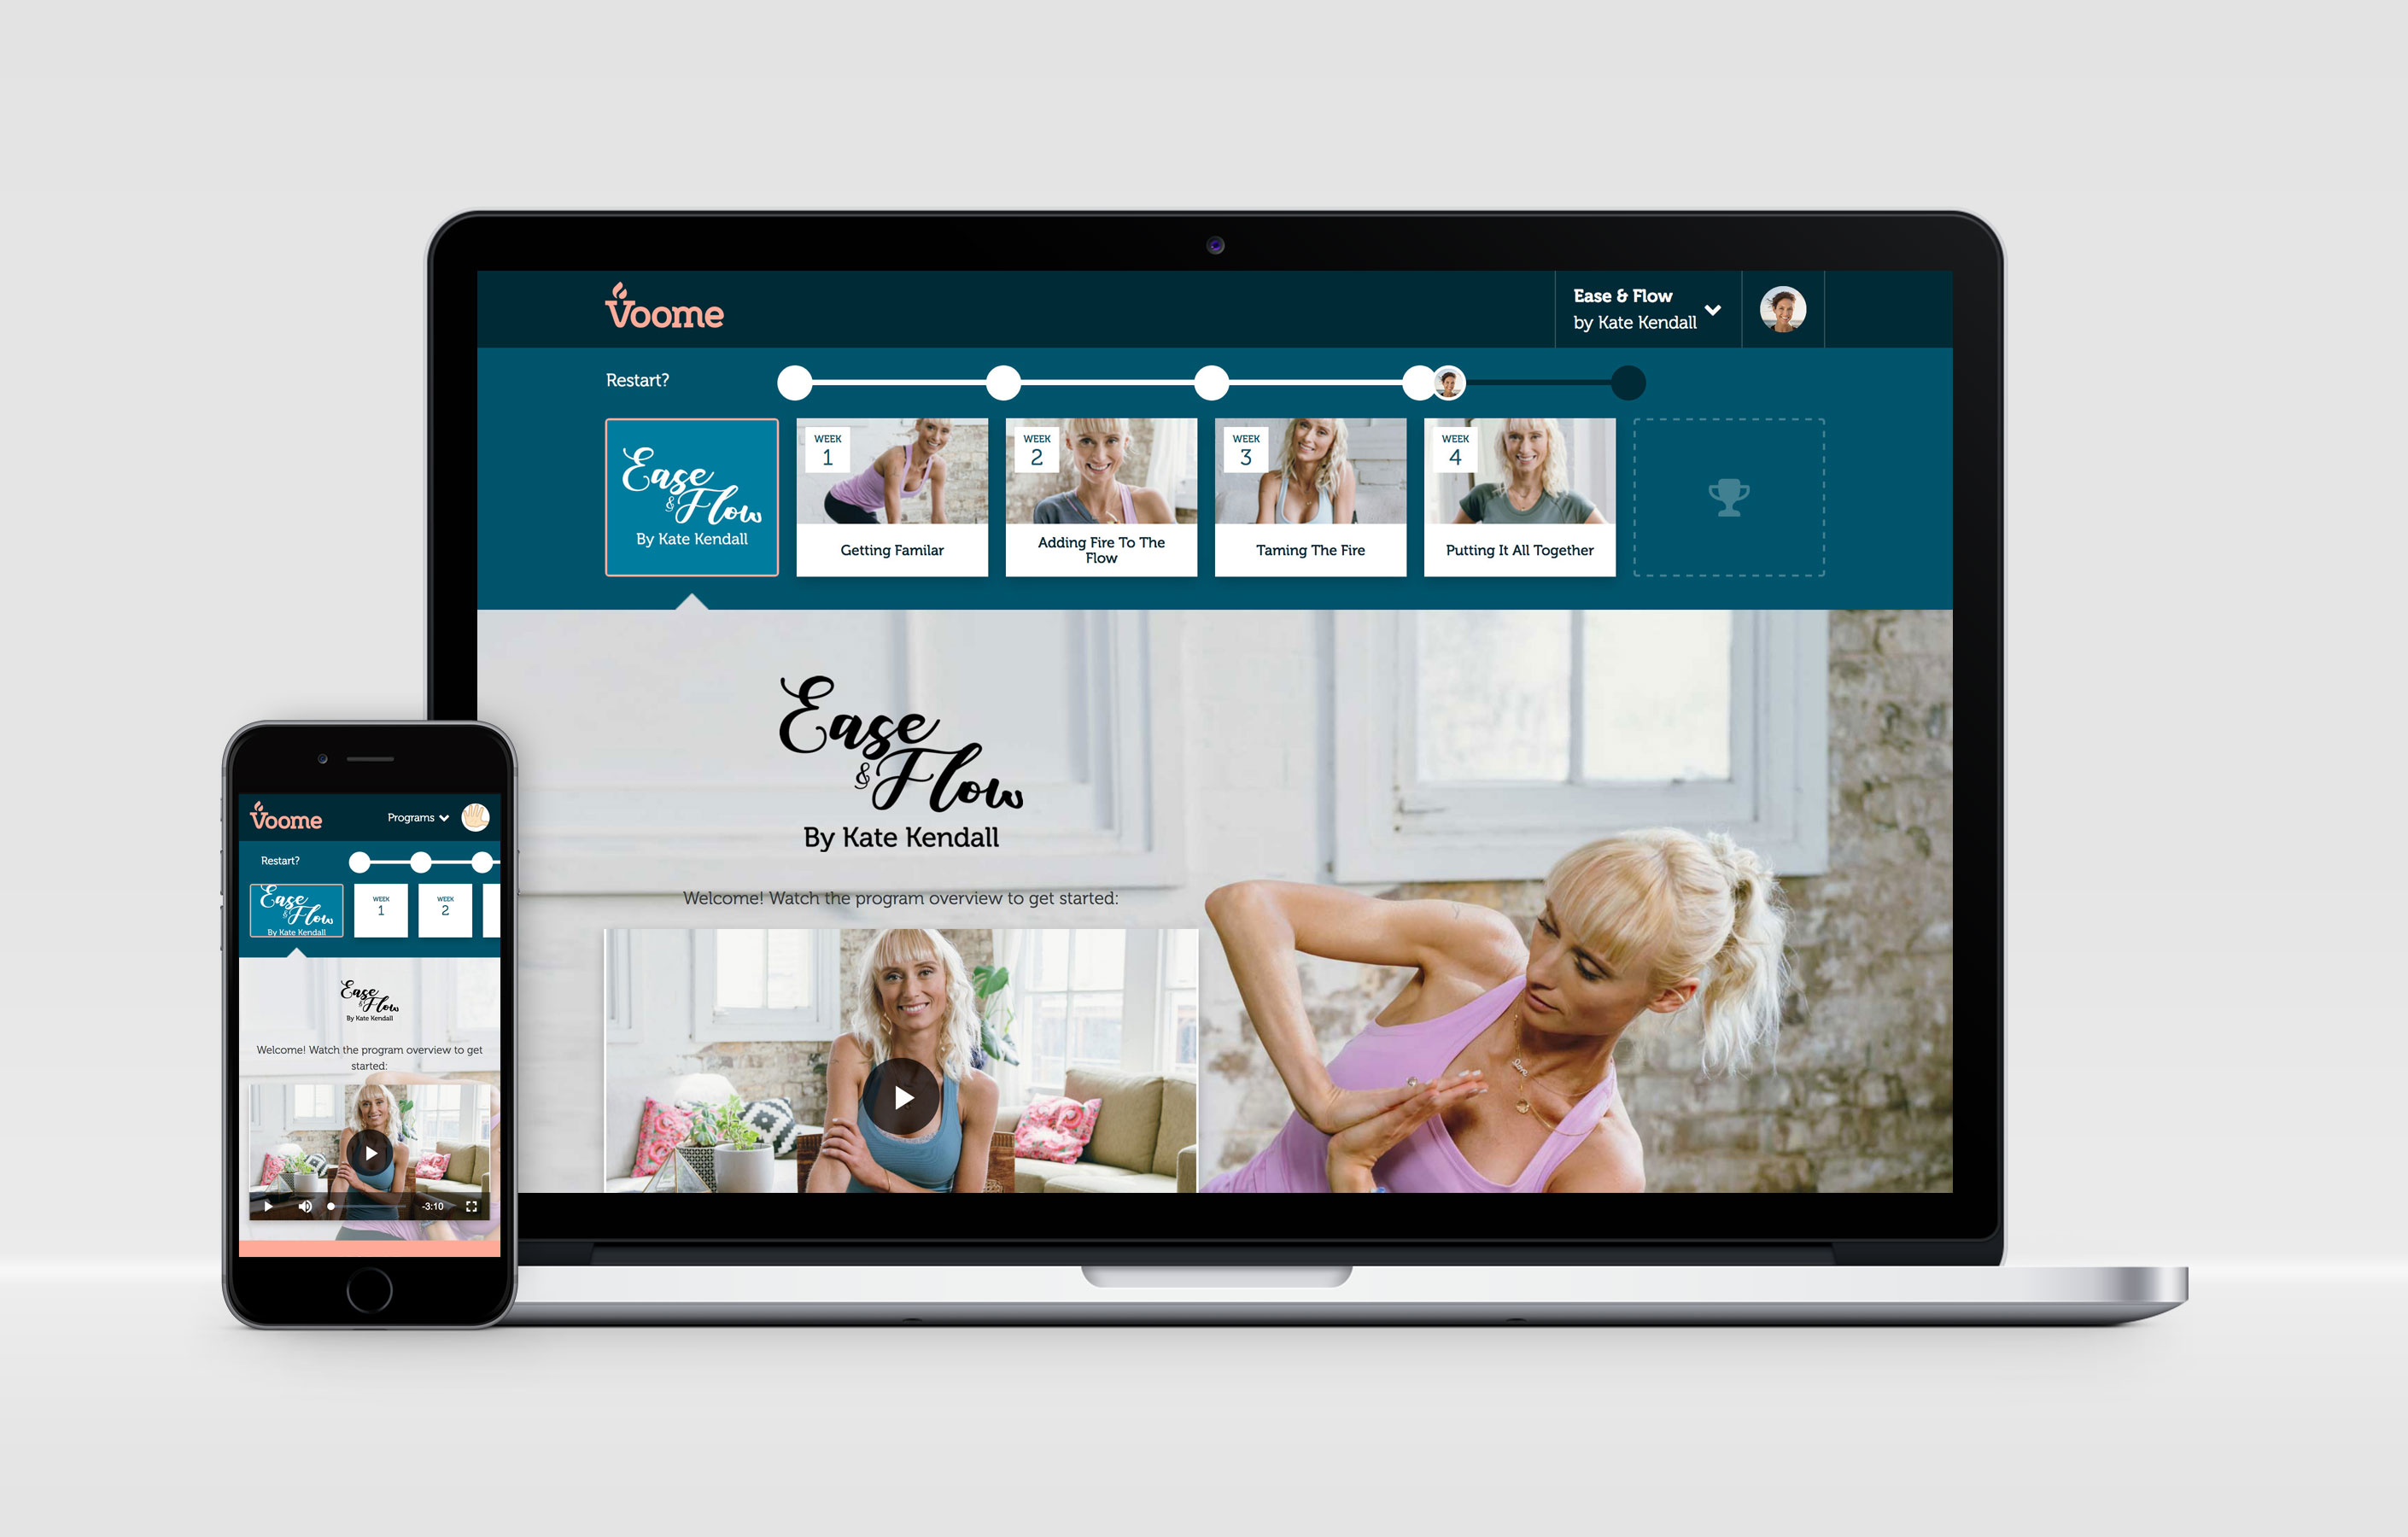 Voome
Ease & Flow
by Kate Kendall
Restart?
Ease
& Flow
By Kate Kendall
WEEK
1
Getting Familar
WEEK
2
Adding Fire To The
Flow
WEEK
3
Taming The Fire
WEEK
4
Putting It All Together
Ease
& Flow
By Kate Kendall
Welcome! Watch the program overview to get started:
Love
Voome
Programs
Restart?
Ease
& Flow
By Kate Kendall
WEEK
1
WEEK
2
Ease
& Flow
By Kate Kendall
Welcome! Watch the program overview to get
started:
-3:10